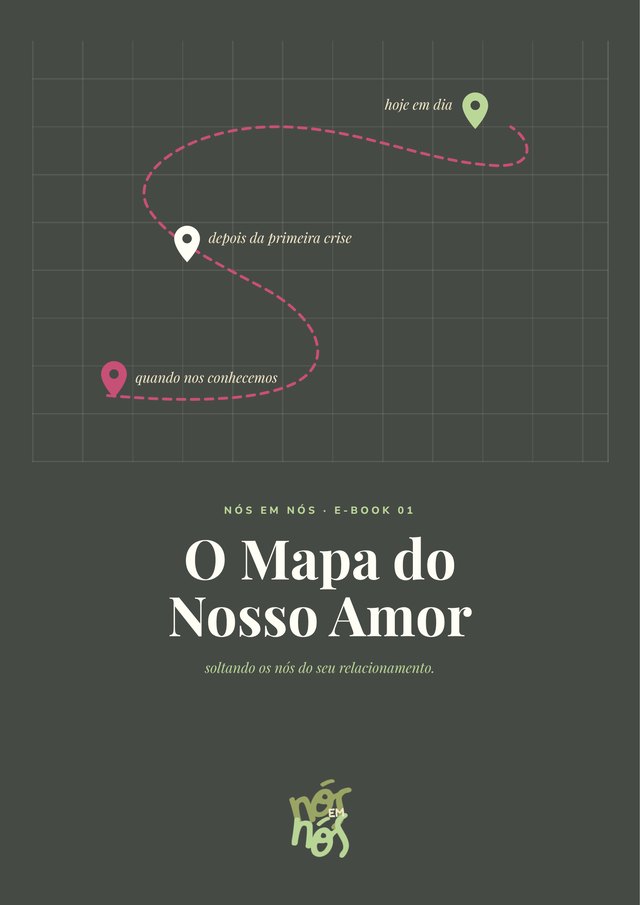 hoje em dia
depois da primeira crise
quando nos conhecemos
NÓS EM NÓS · E-BOOK 01
O Mapa do
Nosso Amor
soltando os nós do seu relacionamento.
nós
EM
nós